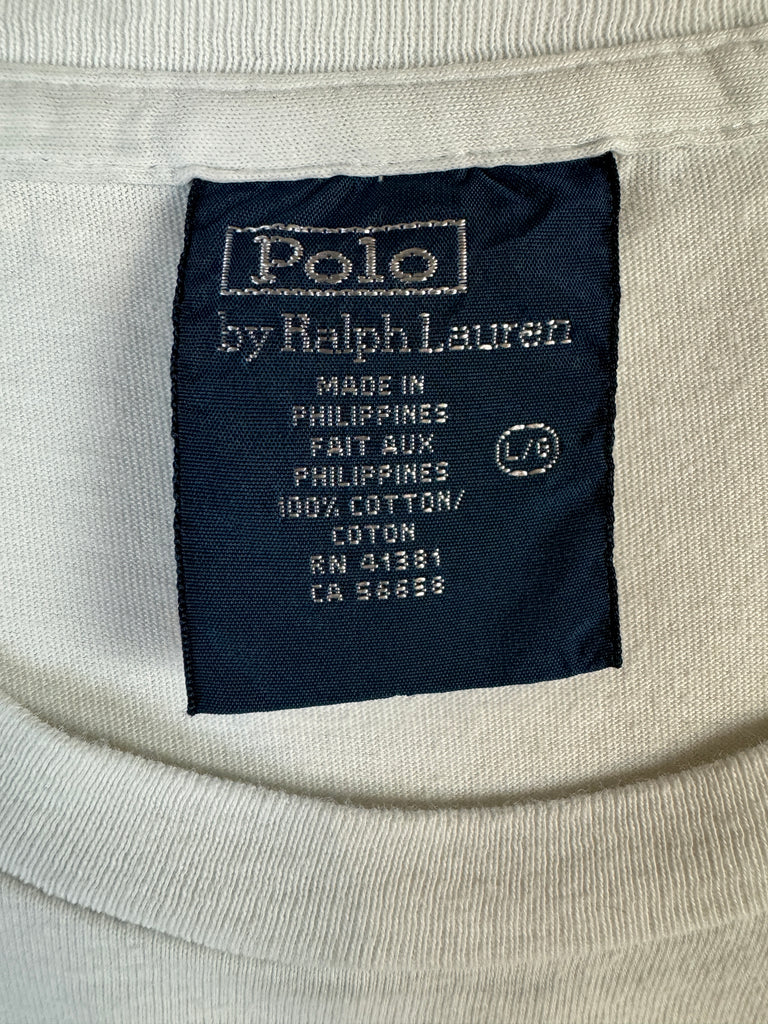 Polo
by Ralph Lauren
MADE IN
PHILIPPINES
FAIT AUX
PHILIPPINES
L/G
100% COTTON/
COTON
RN 41381
CA 56658